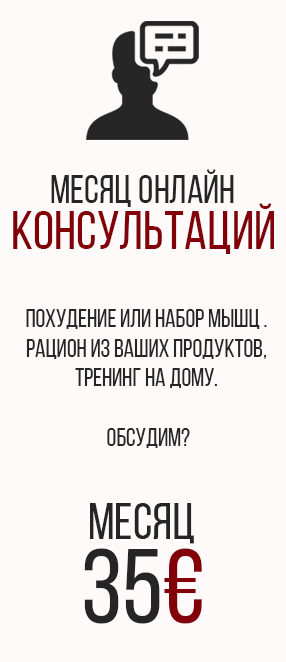 МЕСЯЦ ОНЛАЙН
КОНСУЛЬТАЦИЙ
ПОХУДЕНИЕ ИЛИ НАБОР МЫШЦ .
РАЦИОН ИЗ ВАШИХ ПРОДУКТОВ,
ТРЕНИНГ НА ДОМУ.
ОБСУДИМ?
МЕСЯЦ
35€